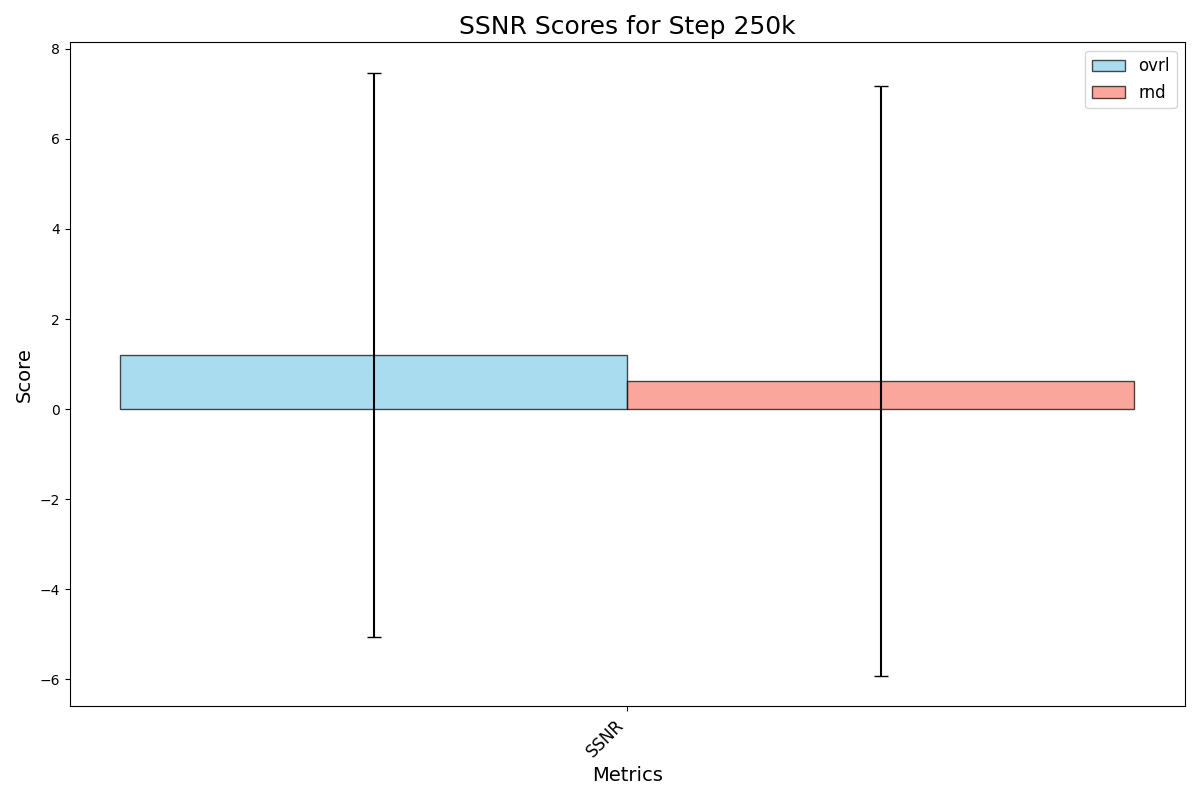 SSNR Scores for Step 250k
8
6
4
2
0
−2
−4
−6
Score
ovrl
rnd
SSNR
Metrics